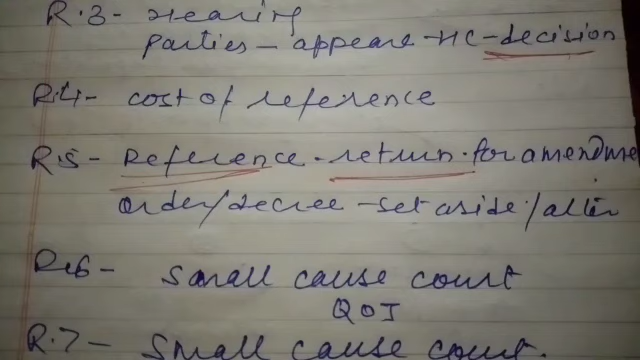 R.3- Hearing
parties - appear - HC - decision
R.4- cost of reference
R.5- Reference - return - for amendme
order/decree - set aside / alter
R.6- small cause court
QOJ
R.7- small cause court